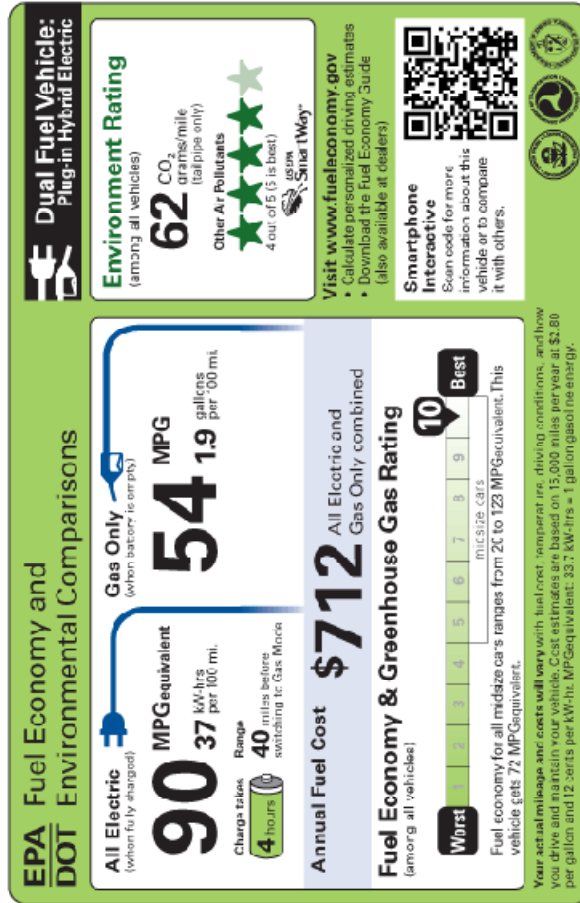 EPA Fuel Economy and
DOT Environmental Comparisons
Dual Fuel Vehicle:
Plug-in Hybrid Electric
All Electric
(when fully charged)
90 MPGequivalent
37 kW-hrs
per 100 mi.
Charge takes
4 hours
Range
40 miles before
switching to Gas Mode
Gas Only
(when battery is empty)
54 MPG
1.9 gallons
per 100 mi.
Annual Fuel Cost $712 All Electric and
Gas Only combined
Fuel Economy & Greenhouse Gas Rating
(among all vehicles)
Worst 1 2 3 4 5 6 7 8 9 10 Best
midsize cars
Fuel economy for all midsize cars ranges from 20 to 123 MPGequivalent. This
vehicle gets 72 MPGequivalent.
Environment Rating
(among all vehicles)
62 CO2
grams/mile
(tailpipe only)
Other Air Pollutants
4 out of 5 (5 is best)
US EPA
SmartWay
Visit www.fueleconomy.gov
• Calculate personalized driving estimates
• Download the Fuel Economy Guide
(also available at dealers)
Smartphone
Interactive
Scan code for more
information about this
vehicle or to compare
it with others.
Your actual mileage and costs will vary with fuel cost, temperature, driving conditions, and how
you drive and maintain your vehicle. Cost estimates are based on 15,000 miles per year at $2.80
per gallon and 12 cents per kW-hr. MPGequivalent: 33.7 kW-hrs = 1 gallon gasoline energy.